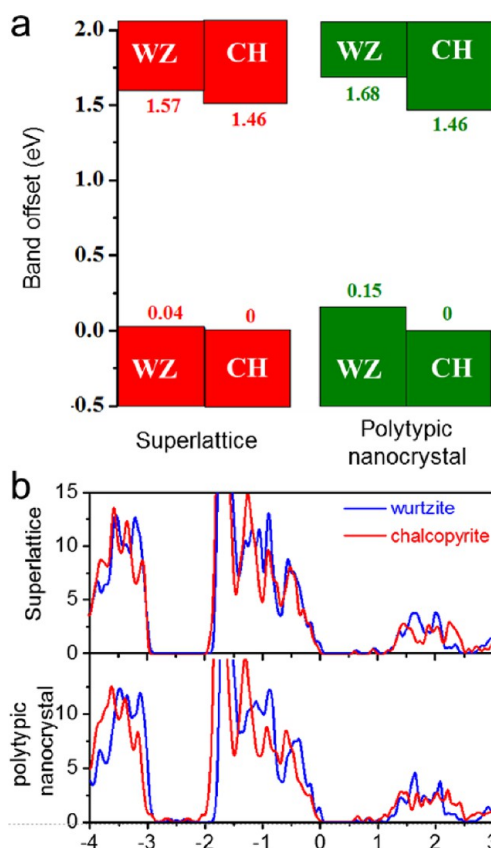 a
2.0
1.5
1.0
0.5
0.0
-0.5
Band offset (eV)
WZ CH
1.57
1.46
0.04 0
WZ CH
Superlattice
WZ CH
1.68
1.46
0.15 0
WZ CH
Polytypic
nanocrystal
b
15
10
5
0
Superlattice
wurtzite
chalcopyrite
10
5
0
polytypic
nanocrystal
-4 -3 -2 -1 0 1 2 3